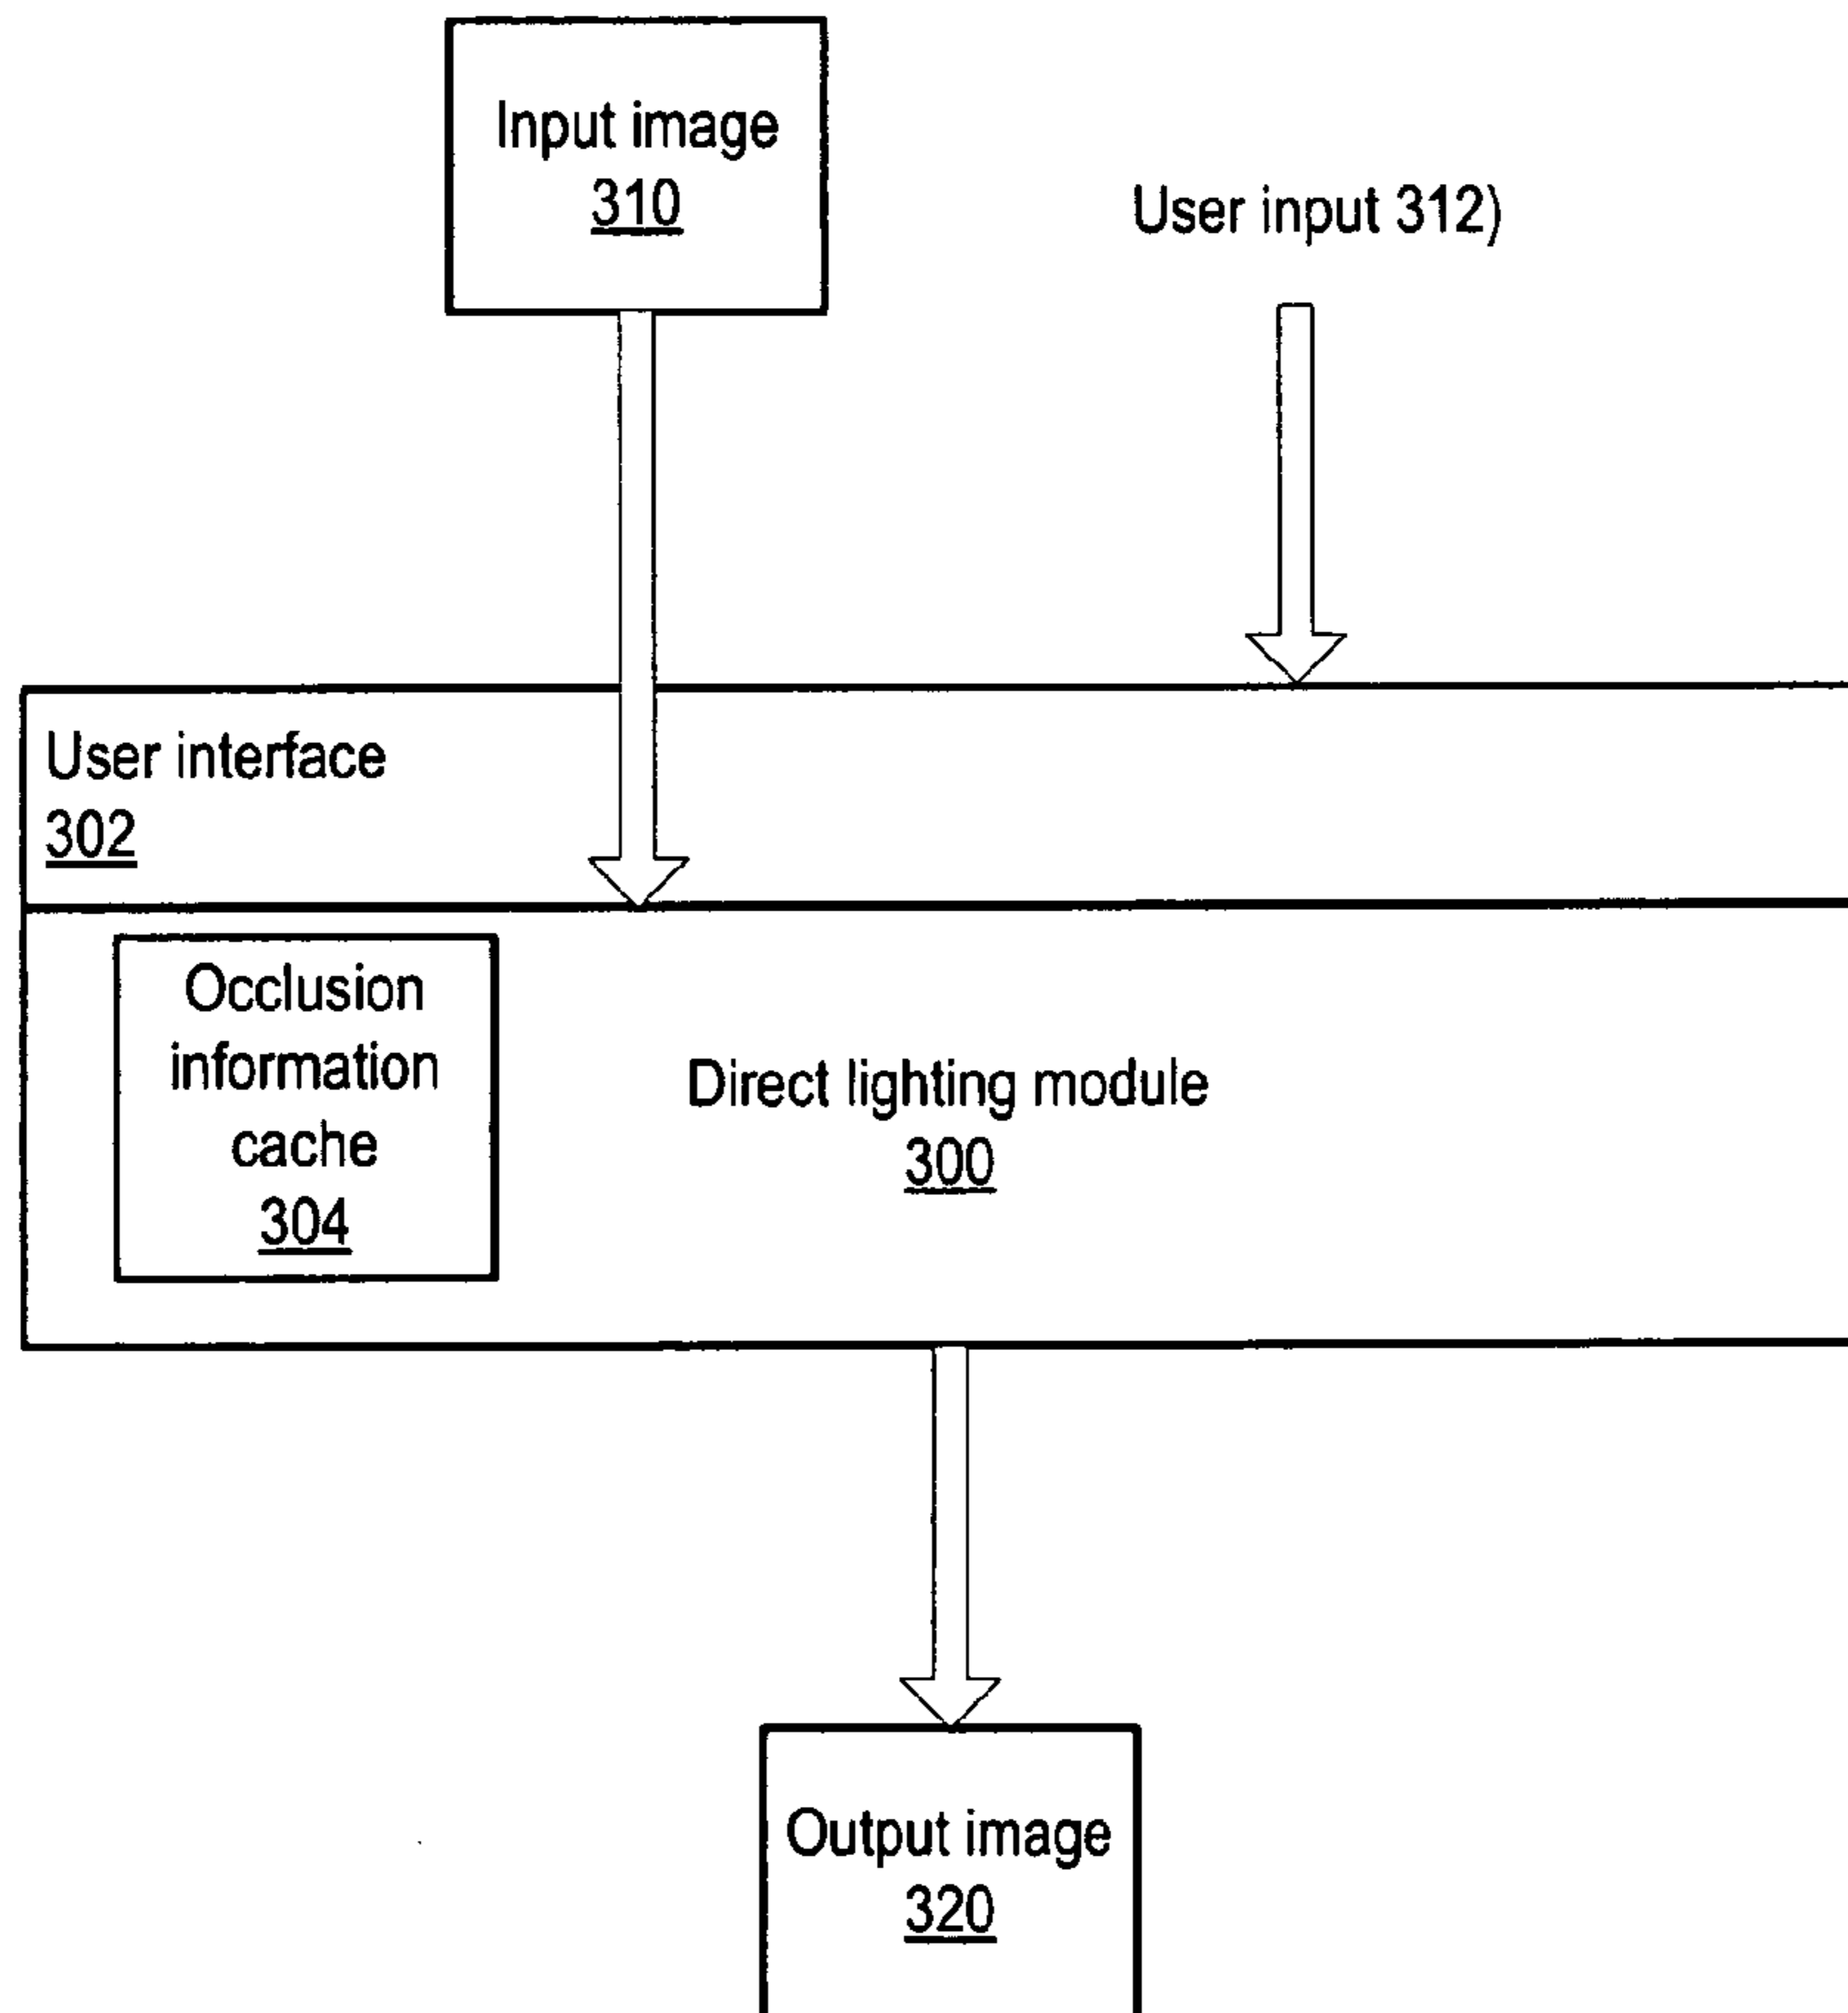 Input image
310
User input 312)
User interface
302
Occlusion
information
cache
304
Direct lighting module
300
Output image
320